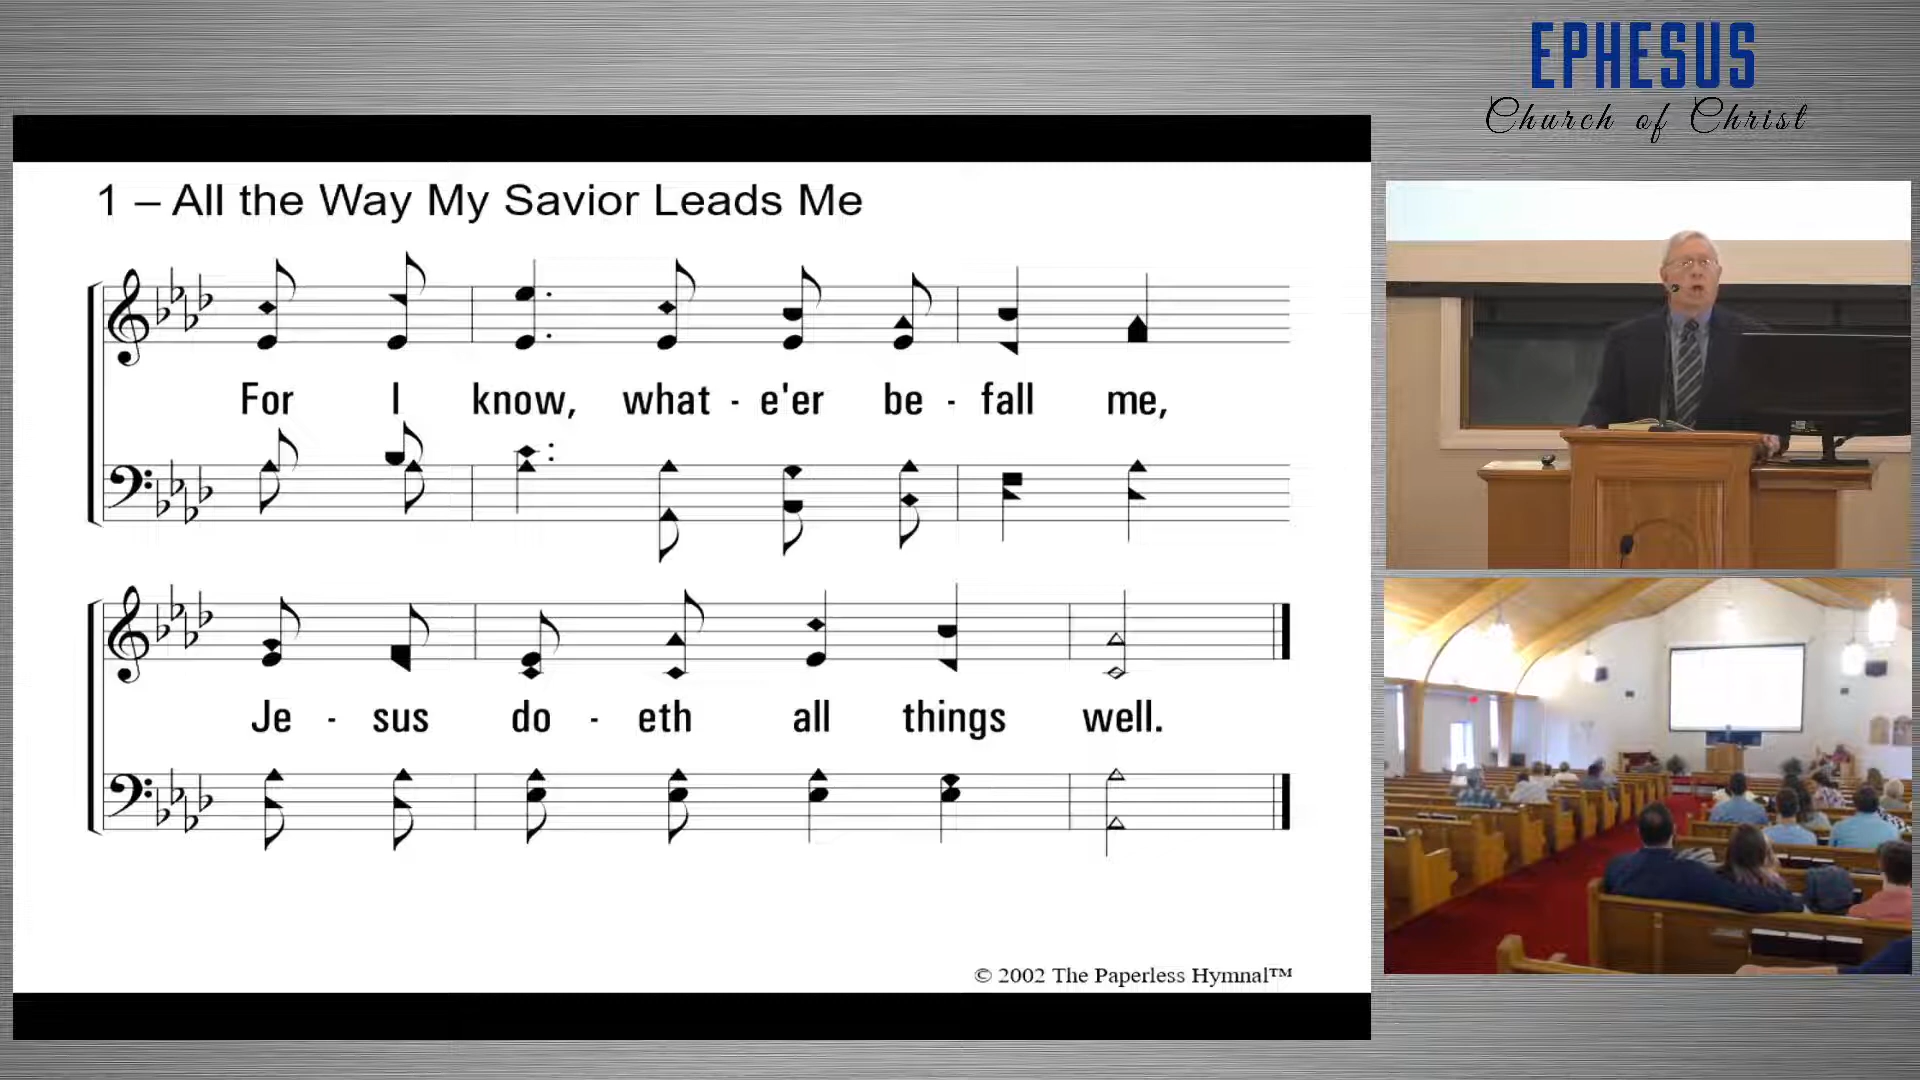 EPHESUS
Church of Christ
1 – All the Way My Savior Leads Me
For I know, what - e'er be - fall me,
Je - sus do - eth all things well.
© 2002 The Paperless Hymnal™